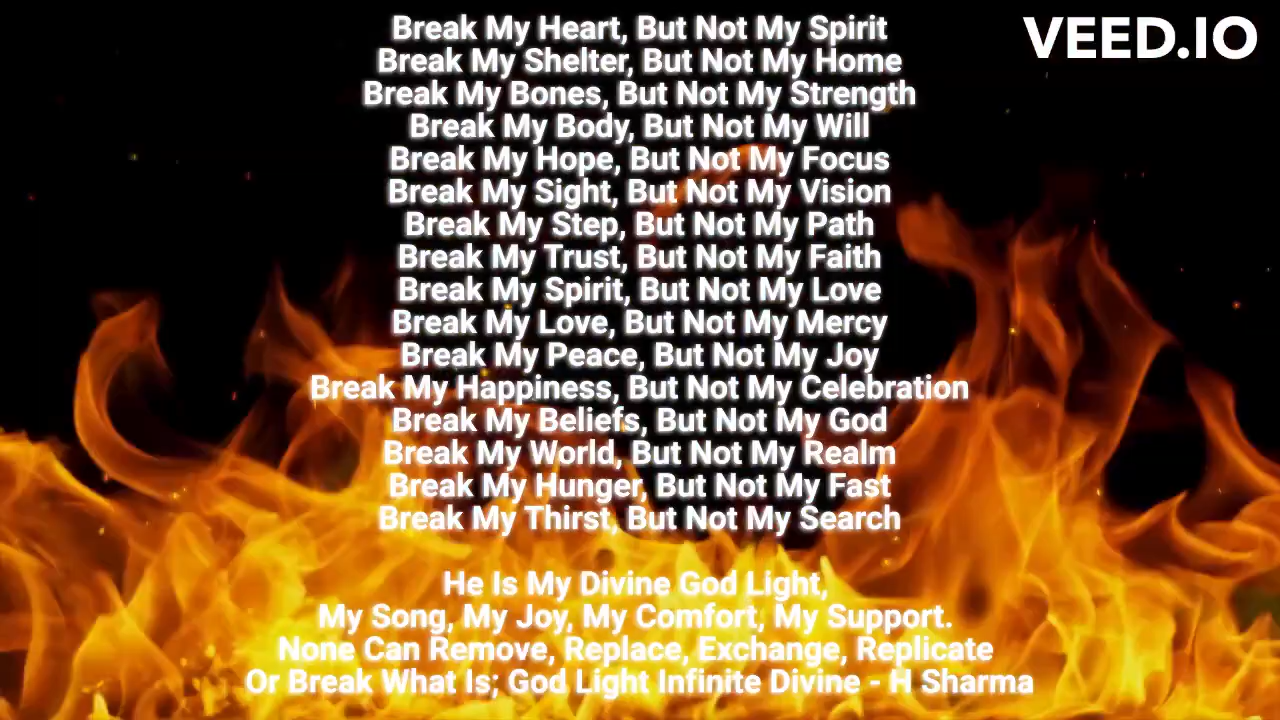 VEED.IO
Break My Heart, But Not My Spirit
Break My Shelter, But Not My Home
Break My Bones, But Not My Strength
Break My Body, But Not My Will
Break My Hope, But Not My Focus
Break My Sight, But Not My Vision
Break My Step, But Not My Path
Break My Trust, But Not My Faith
Break My Spirit, But Not My Love
Break My Love, But Not My Mercy
Break My Peace, But Not My Joy
Break My Happiness, But Not My Celebration
Break My Beliefs, But Not My God
Break My World, But Not My Realm
Break My Hunger, But Not My Fast
Break My Thirst, But Not My Search
He Is My Divine God Light,
My Song, My Joy, My Comfort, My Support.
None Can Remove, Replace, Exchange, Replicate
Or Break What Is; God Light Infinite Divine - H Sharma